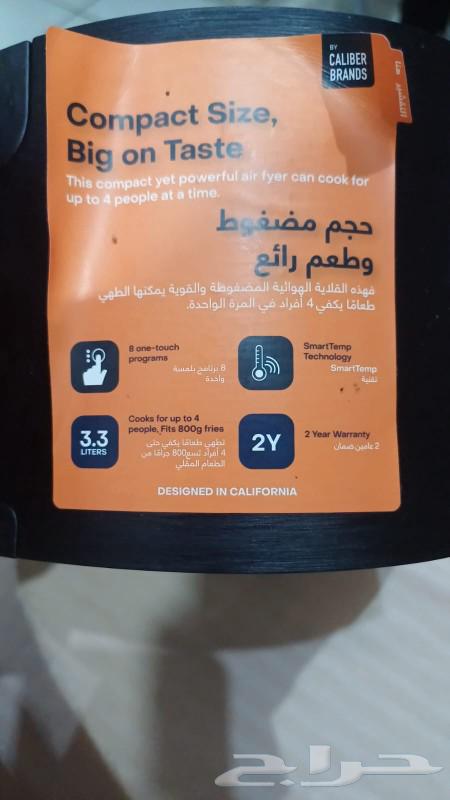 BY
CALIBER
BRANDS
Compact Size,
Big on Taste
This compact yet powerful air fyer can cook for
up to 4 people at a time.
حجم مضغوط
وطعم رائع
فهذه القلاية الهوائية المضغوطة والقوية يمكنها الطهي
طعامًا يكفي 4 أفراد في المرة الواحدة.
8 one-touch
programs
8 برنامج بلمسة
واحدة
SmartTemp
Technology
SmartTemp
تقنية
3.3
LITERS
Cooks for up to 4
people, Fits 800g fries
تطهي طعامًا يكفي حتى
4 أفراد تسع 800 جرامًا من
الطعام المقلي
2Y
2 Year Warranty
2 عامين ضمان
DESIGNED IN CALIFORNIA
حراج